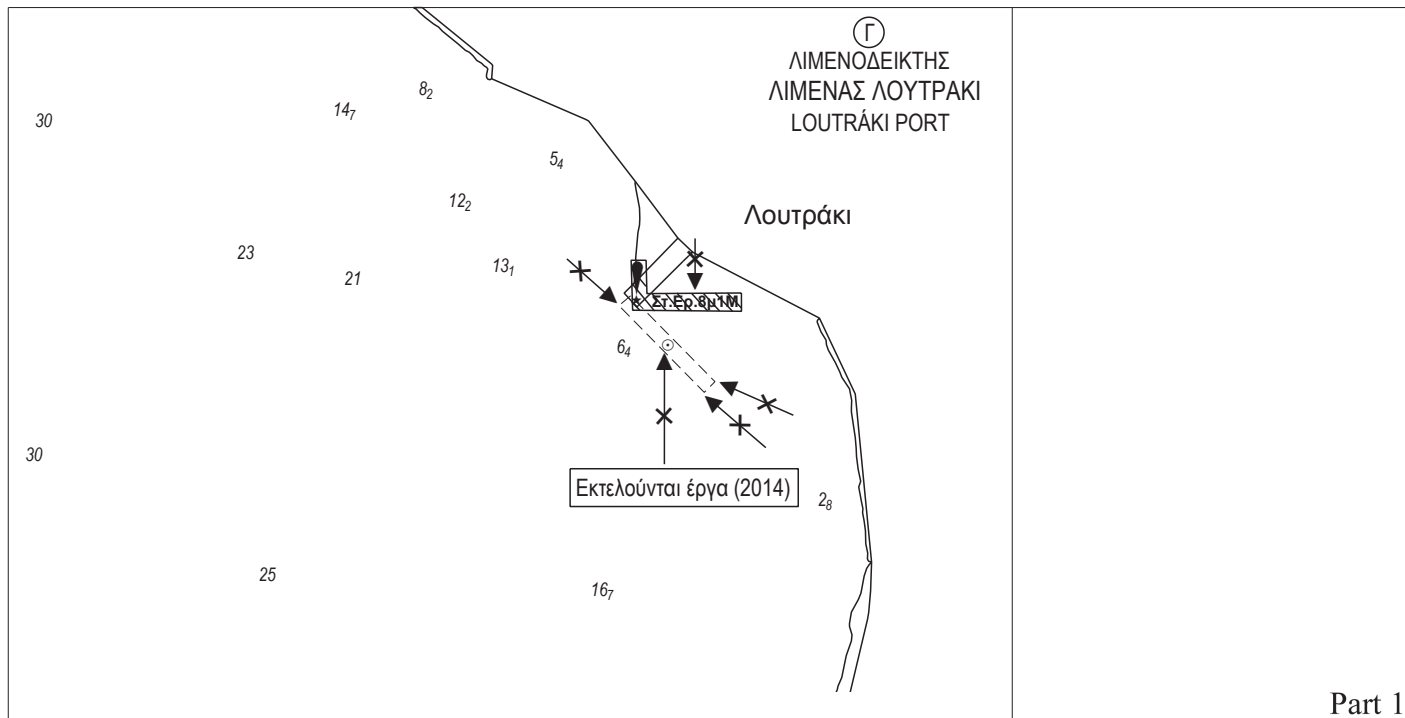 Γ
ΛΙΜΕΝΟΔΕΙΚΤΗΣ
ΛΙΜΕΝΑΣ ΛΟΥΤΡΑΚΙ
LOUTRÁKI PORT
8₂
14₇
30
5₄
12₂
Λουτράκι
23
13₁
21
Στ.Ερ.8μ1Μ
6₄
30
Εκτελούνται έργα (2014)
2₈
25
16₇
Part 1